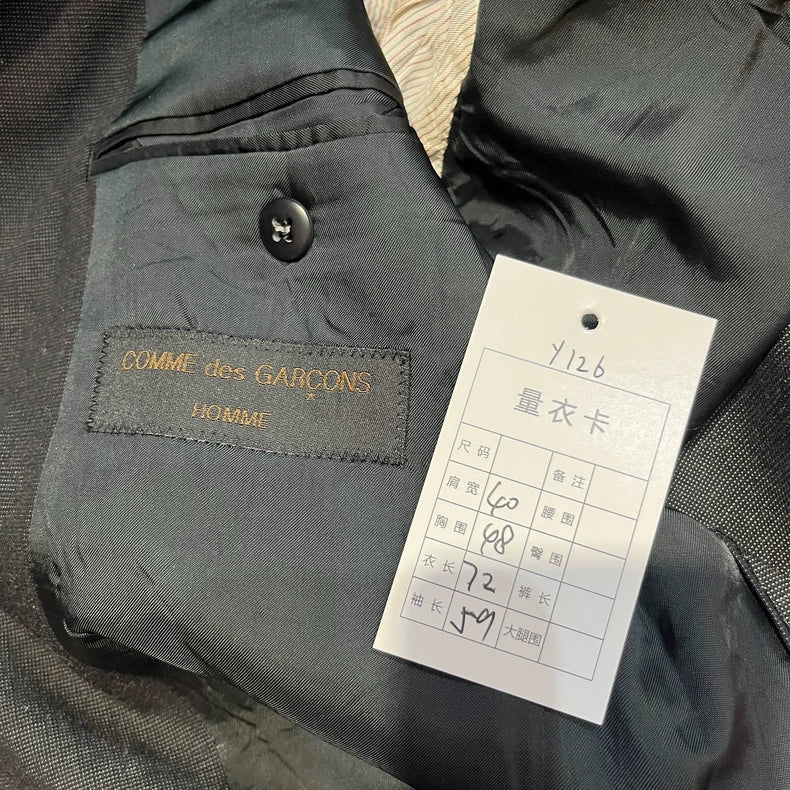 COMME des GARÇONS
HOMME
Y126
量衣卡
尺码 备注
肩宽 40 腰围
胸围 48 臀围
衣长 72 裤长
袖长 59 大腿围